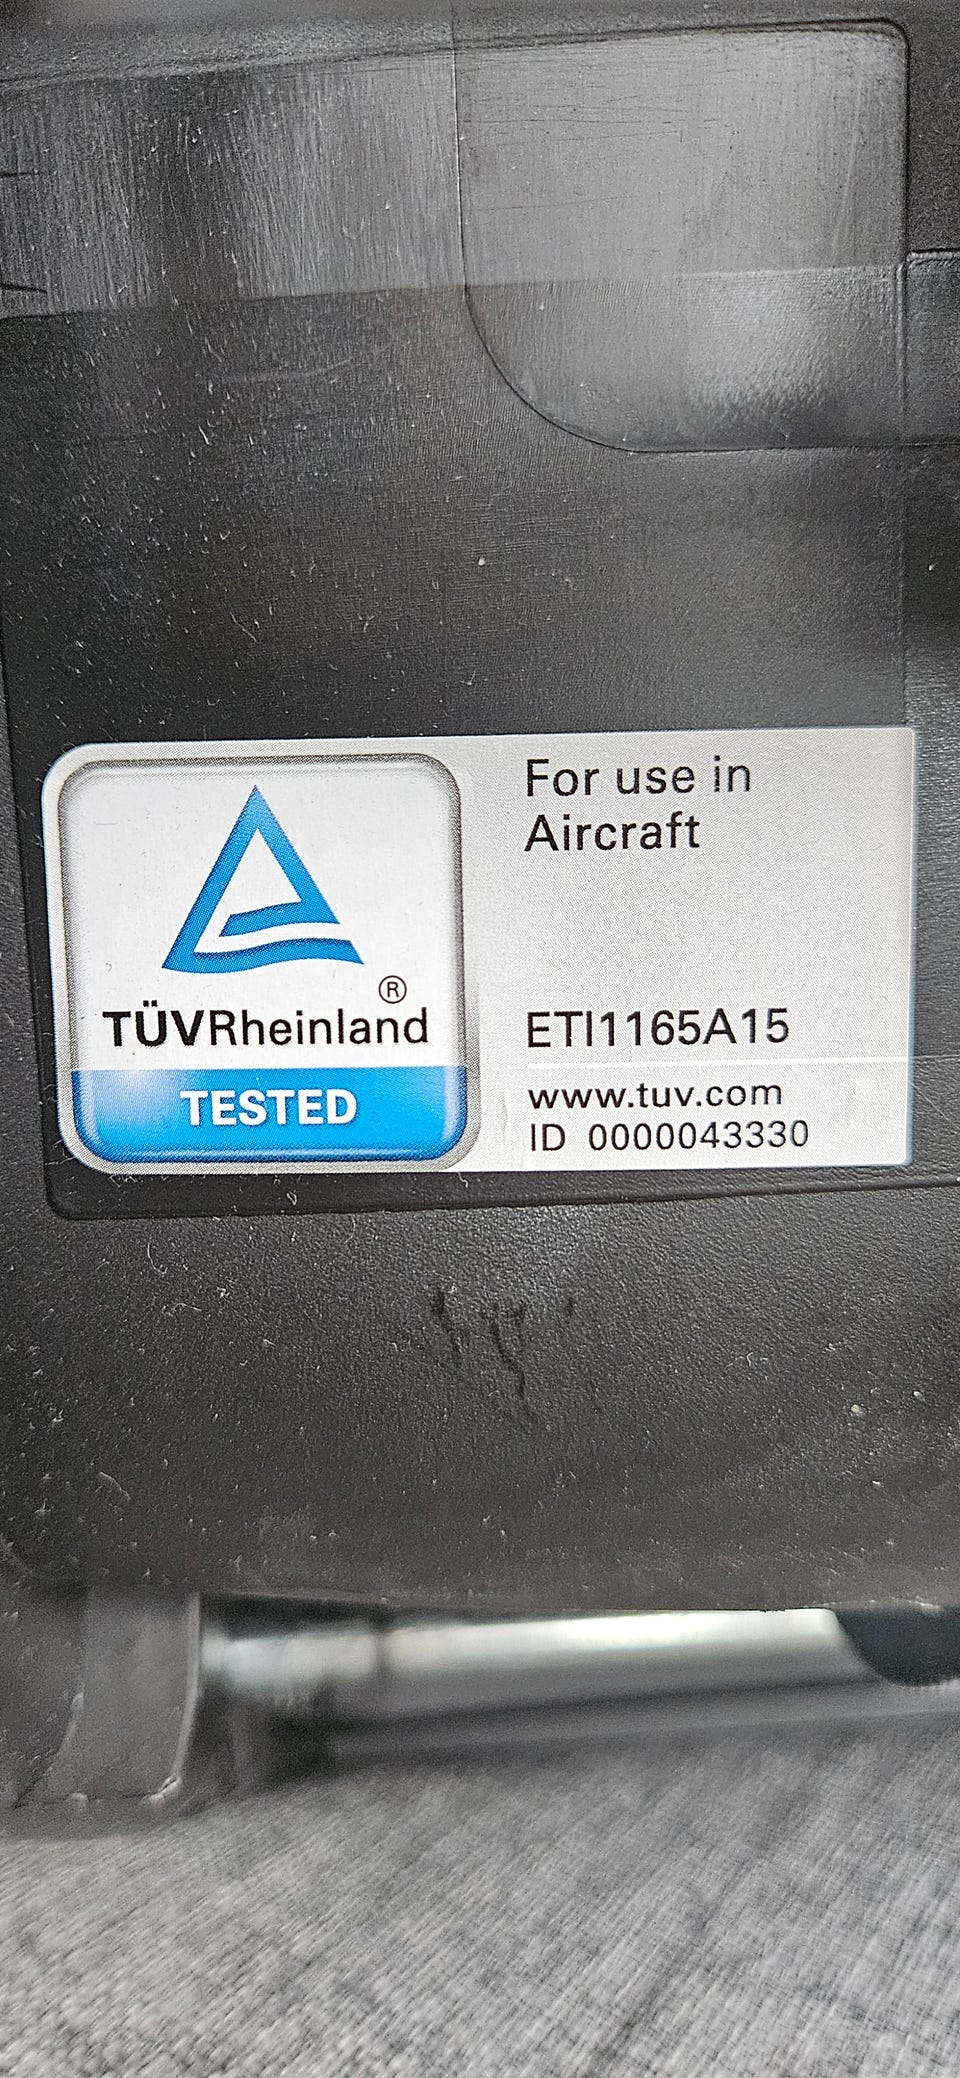 For use in
Aircraft
®
TÜVRheinland
TESTED
ETI1165A15
www.tuv.com
ID 0000043330